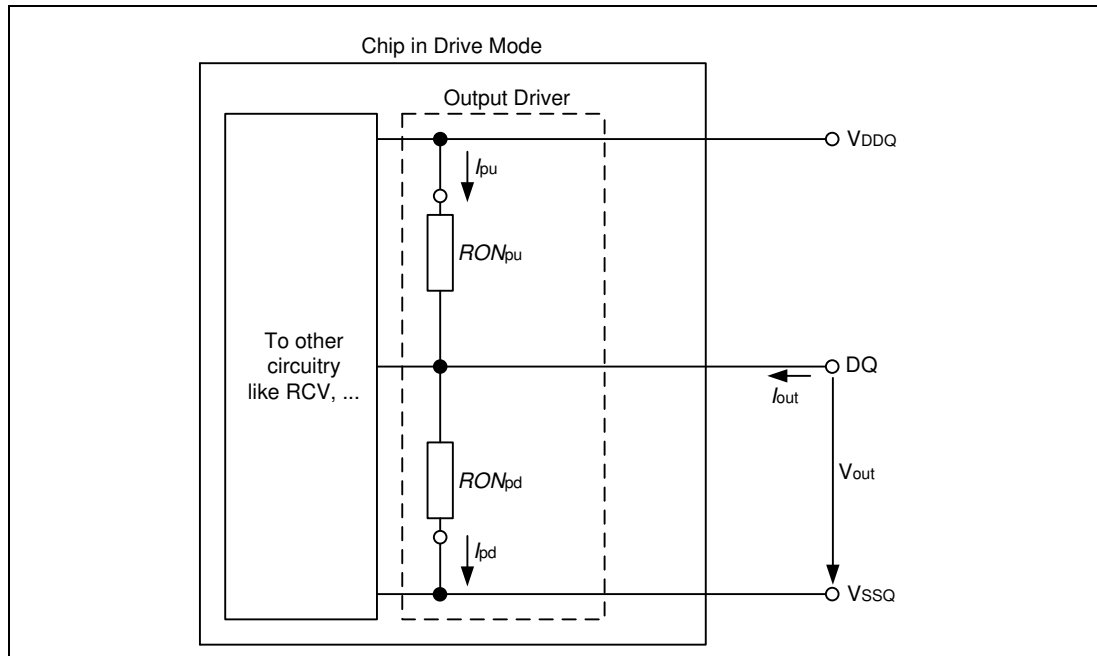 Chip in Drive Mode
Output Driver
VDDQ
Ipu
RONpu
To other
circuitry
like RCV, ...
DQ
Iout
RONpd
Vout
Ipd
VSSQ